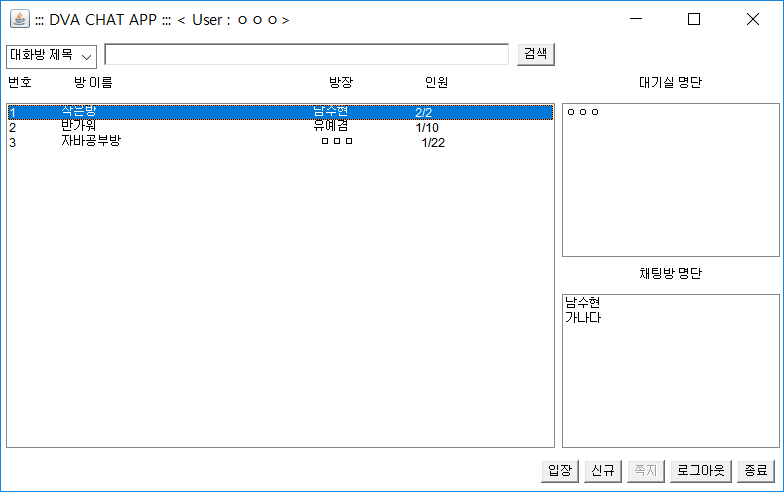 ::: DVA CHAT APP ::: < User : ㅇㅇㅇ>
대화방 제목 검색
번호 방 이름 방장 인원 대기실 명단
1 작은방 남수현 2/2
2 반가워 유예겸 1/10
3 자바공부방 ㅁㅁㅁ 1/22
ㅇㅇㅇ
채팅방 명단
남수현
가나다
입장 신규 쪽지 로그아웃 종료